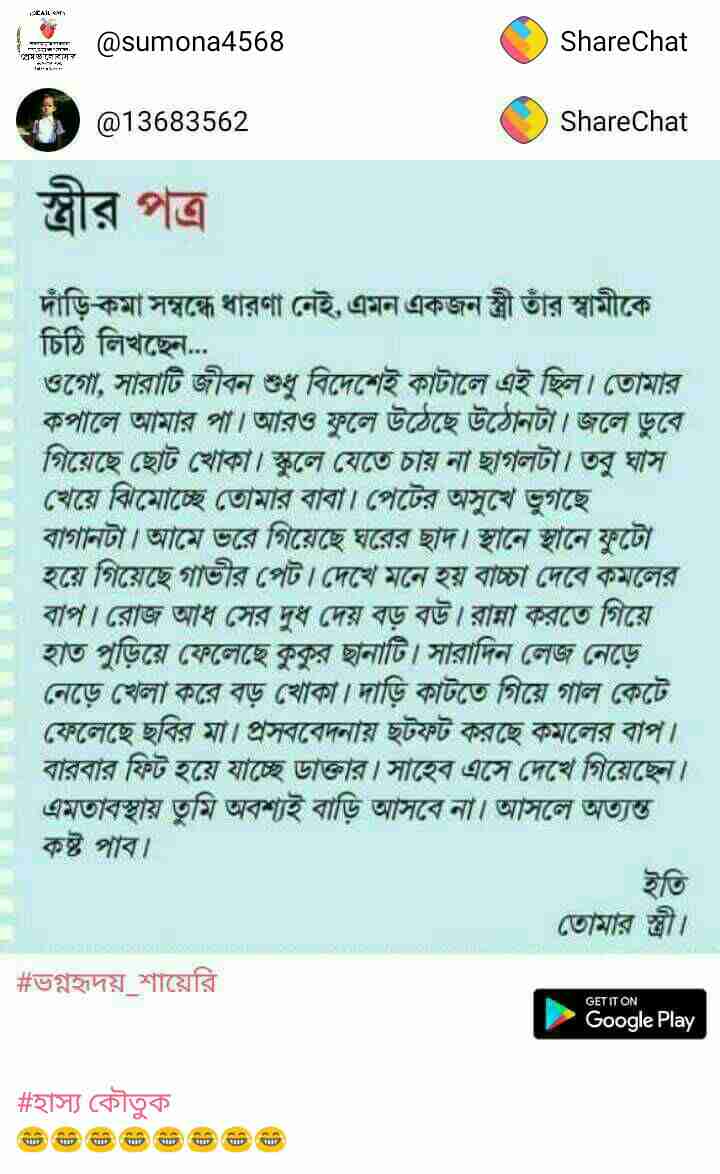 @sumona4568
ShareChat
@13683562
ShareChat
স্ত্রীর পত্র
দাঁড়ি-কমা সম্বন্ধে ধারণা নেই, এমন একজন স্ত্রী তাঁর স্বামীকে
চিঠি লিখছেন...
ওগো, সারাটি জীবন শুধু বিদেশেই কাটালে এই ছিল। তোমার
কপালে আমার পা। আরও ফুলে উঠেছে উঠোনটা। জলে ডুবে
গিয়েছে ছোট খোকা। স্কুলে যেতে চায় না ছাগলটা। তবু ঘাস
খেয়ে ঝিমোচ্ছে তোমার বাবা। পেটের অসুখে ভুগছে
বাগানটা। আমে ভরে গিয়েছে ঘরের ছাদ। স্থানে স্থানে ফুটো
হয়ে গিয়েছে গাভীর পেট। দেখে মনে হয় বাচ্চা দেবে কমলের
বাপ। রোজ আধ সের দুধ দেয় বড় বউ। রান্না করতে গিয়ে
হাত পুড়িয়ে ফেলেছে কুকুর ছানাটি। সারাদিন লেজ নেড়ে
নেড়ে খেলা করে বড় খোকা। দাড়ি কাটতে গিয়ে গাল কেটে
ফেলেছে ছবির মা। প্রসববেদনায় ছটফট করছে কমলের বাপ।
বারবার ফিট হয়ে যাচ্ছে ডাক্তার। সাহেব এসে দেখে গিয়েছেন।
এমতাবস্থায় তুমি অবশ্যই বাড়ি আসবে না। আসলে অত্যন্ত
কষ্ট পাব।
ইতি
তোমার স্ত্রী।
#ভগ্নহৃদয়_শায়েরি
GET IT ON
Google Play
#হাস্য কৌতুক